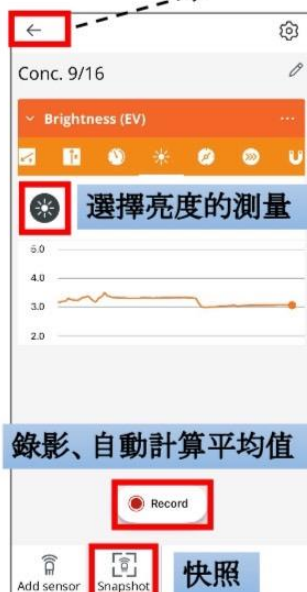 Conc. 9/16
Brightness (EV)
選擇亮度的測量
5.0
4.0
3.0
2.0
錄影、自動計算平均值
Record
Add sensor
Snapshot
快照